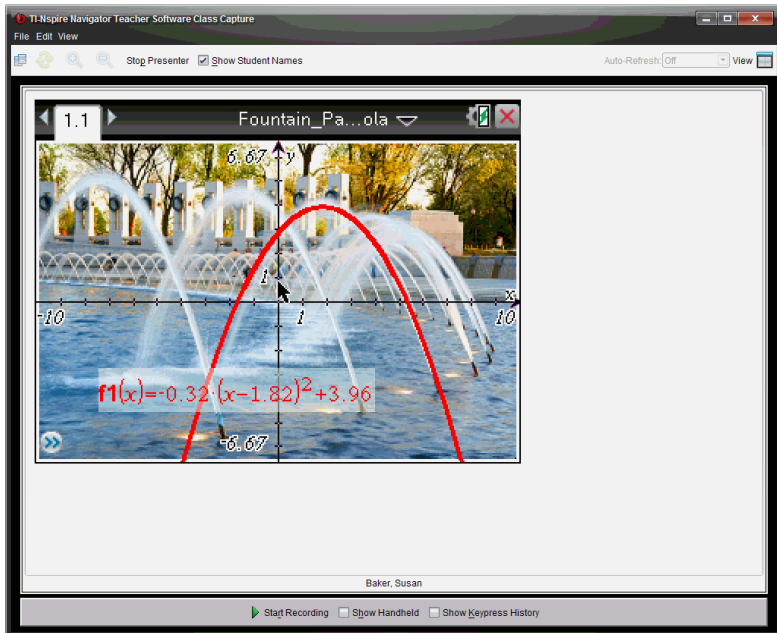 TI-Nspire Navigator Teacher Software Class Capture
File Edit View
Stop Presenter Show Student Names Auto-Refresh: Off View
1.1 Fountain_Pa...ola
6.67 y
1
x
-10 1 10
f1(x)=-0.32·(x-1.82)²+3.96
-6.67
Baker, Susan
Start Recording Show Handheld Show Keypress History